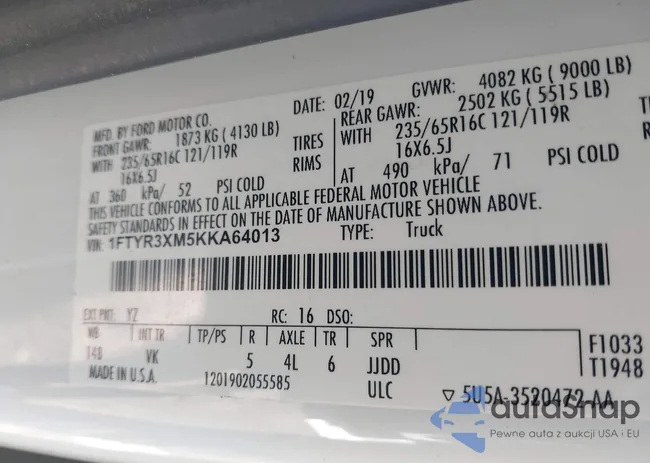 MFD. BY FORD MOTOR CO.
DATE: 02/19
GVWR: 4082 KG ( 9000 LB)
FRONT GAWR: 1873 KG ( 4130 LB)
REAR GAWR: 2502 KG ( 5515 LB)
WITH 235/65R16C 121/119R TIRES
WITH 235/65R16C 121/119R
16X6.5J RIMS
16X6.5J
AT 360 kPa/ 52 PSI COLD
AT 490 kPa/ 71 PSI COLD
THIS VEHICLE CONFORMS TO ALL APPLICABLE FEDERAL MOTOR VEHICLE
SAFETY STANDARDS IN EFFECT ON THE DATE OF MANUFACTURE SHOWN ABOVE.
VIN: 1FTYR3XM5KKA64013 TYPE: Truck
EXT PNT: YZ RC: 16 DSO:
WB INT TR TP/PS R AXLE TR SPR
148 VK 5 4L 6 JJDD
F1033
T1948
MADE IN U.S.A. 1201902055585 ULC
5U5A-3520472-AA
autoSnap
Pewne auta z aukcji USA i EU